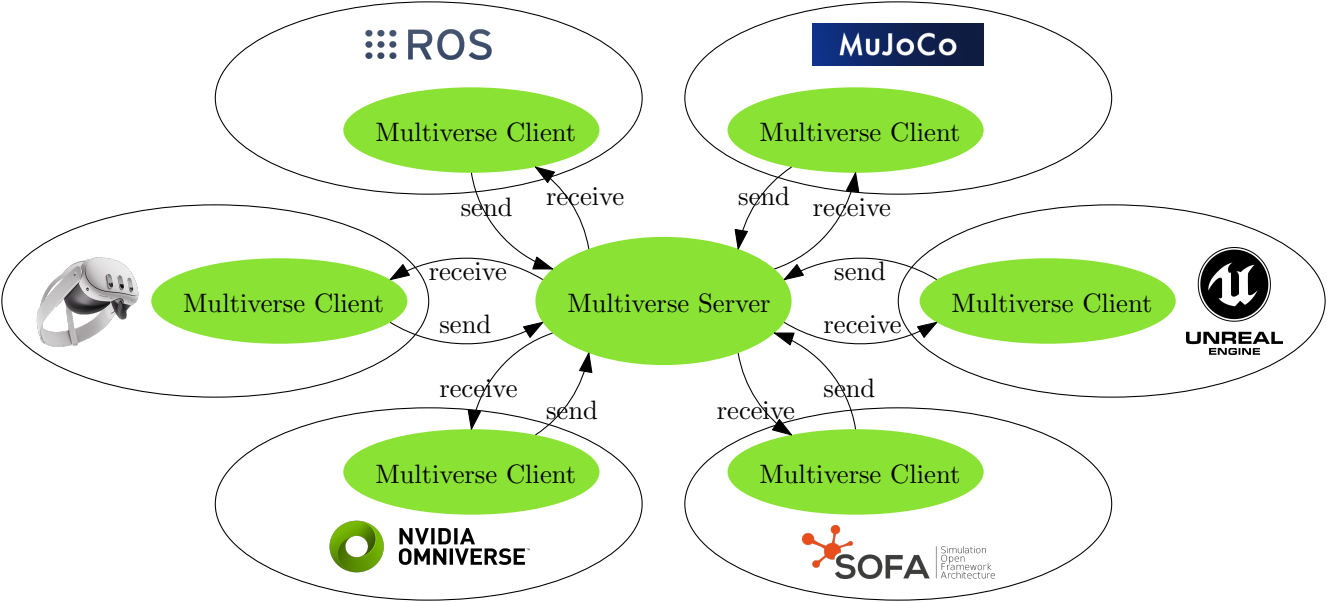 ROS
MuJoCo
Multiverse Client
Multiverse Client
send
receive
send
receive
Multiverse Client
receive
send
Multiverse Server
send
receive
Multiverse Client
UNREAL
ENGINE
receive
send
receive
send
Multiverse Client
Multiverse Client
NVIDIA
OMNIVERSE
SOFA
Simulation
Open
Framework
Architecture